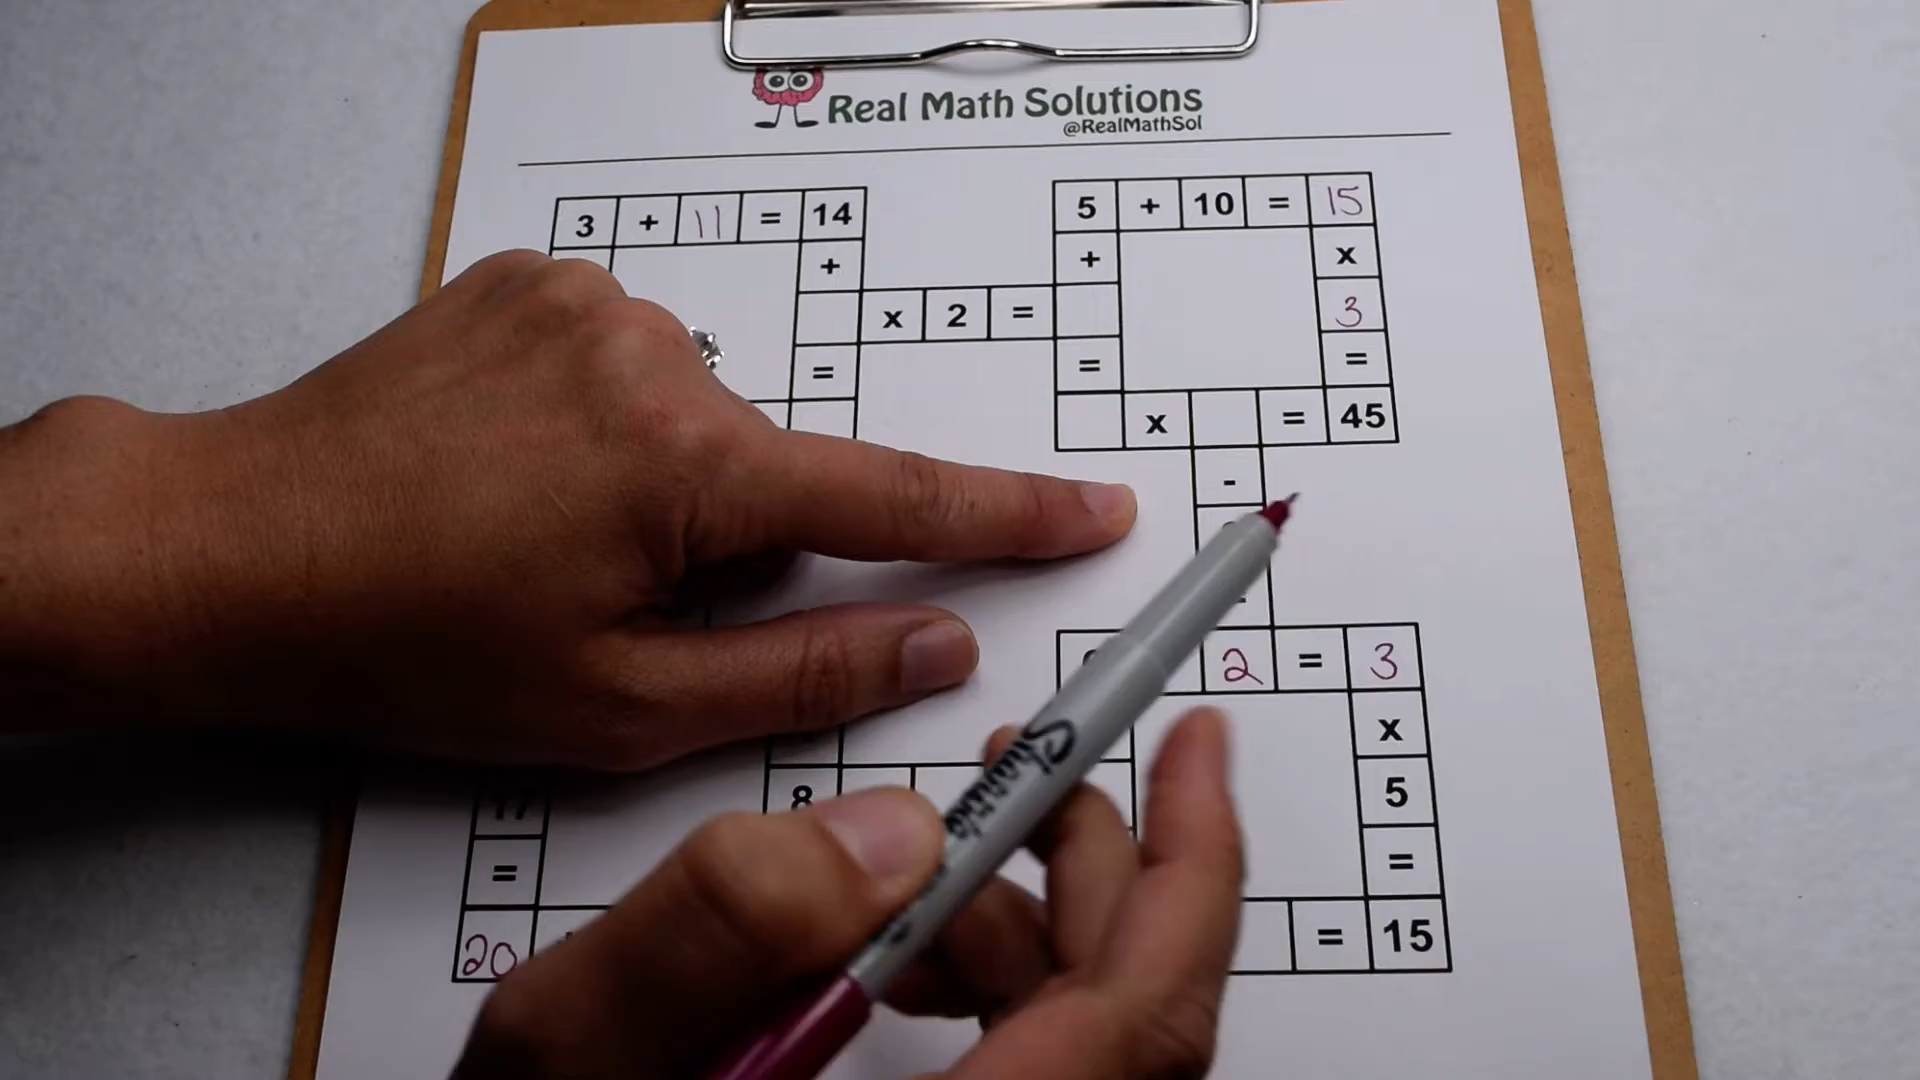 Real Math Solutions
@RealMathSol
3 + 11 = 14
5 + 10 = 15
+
+
x
x 2 =
3
=
=
=
x = 45
-
2 = 3
x
8
5
17
=
=
20
= 15
Sharpie